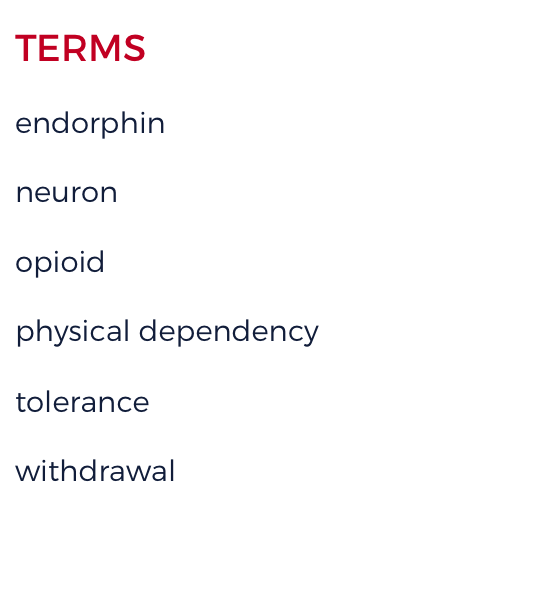 TERMS
endorphin
neuron
opioid
physical dependency
tolerance
withdrawal